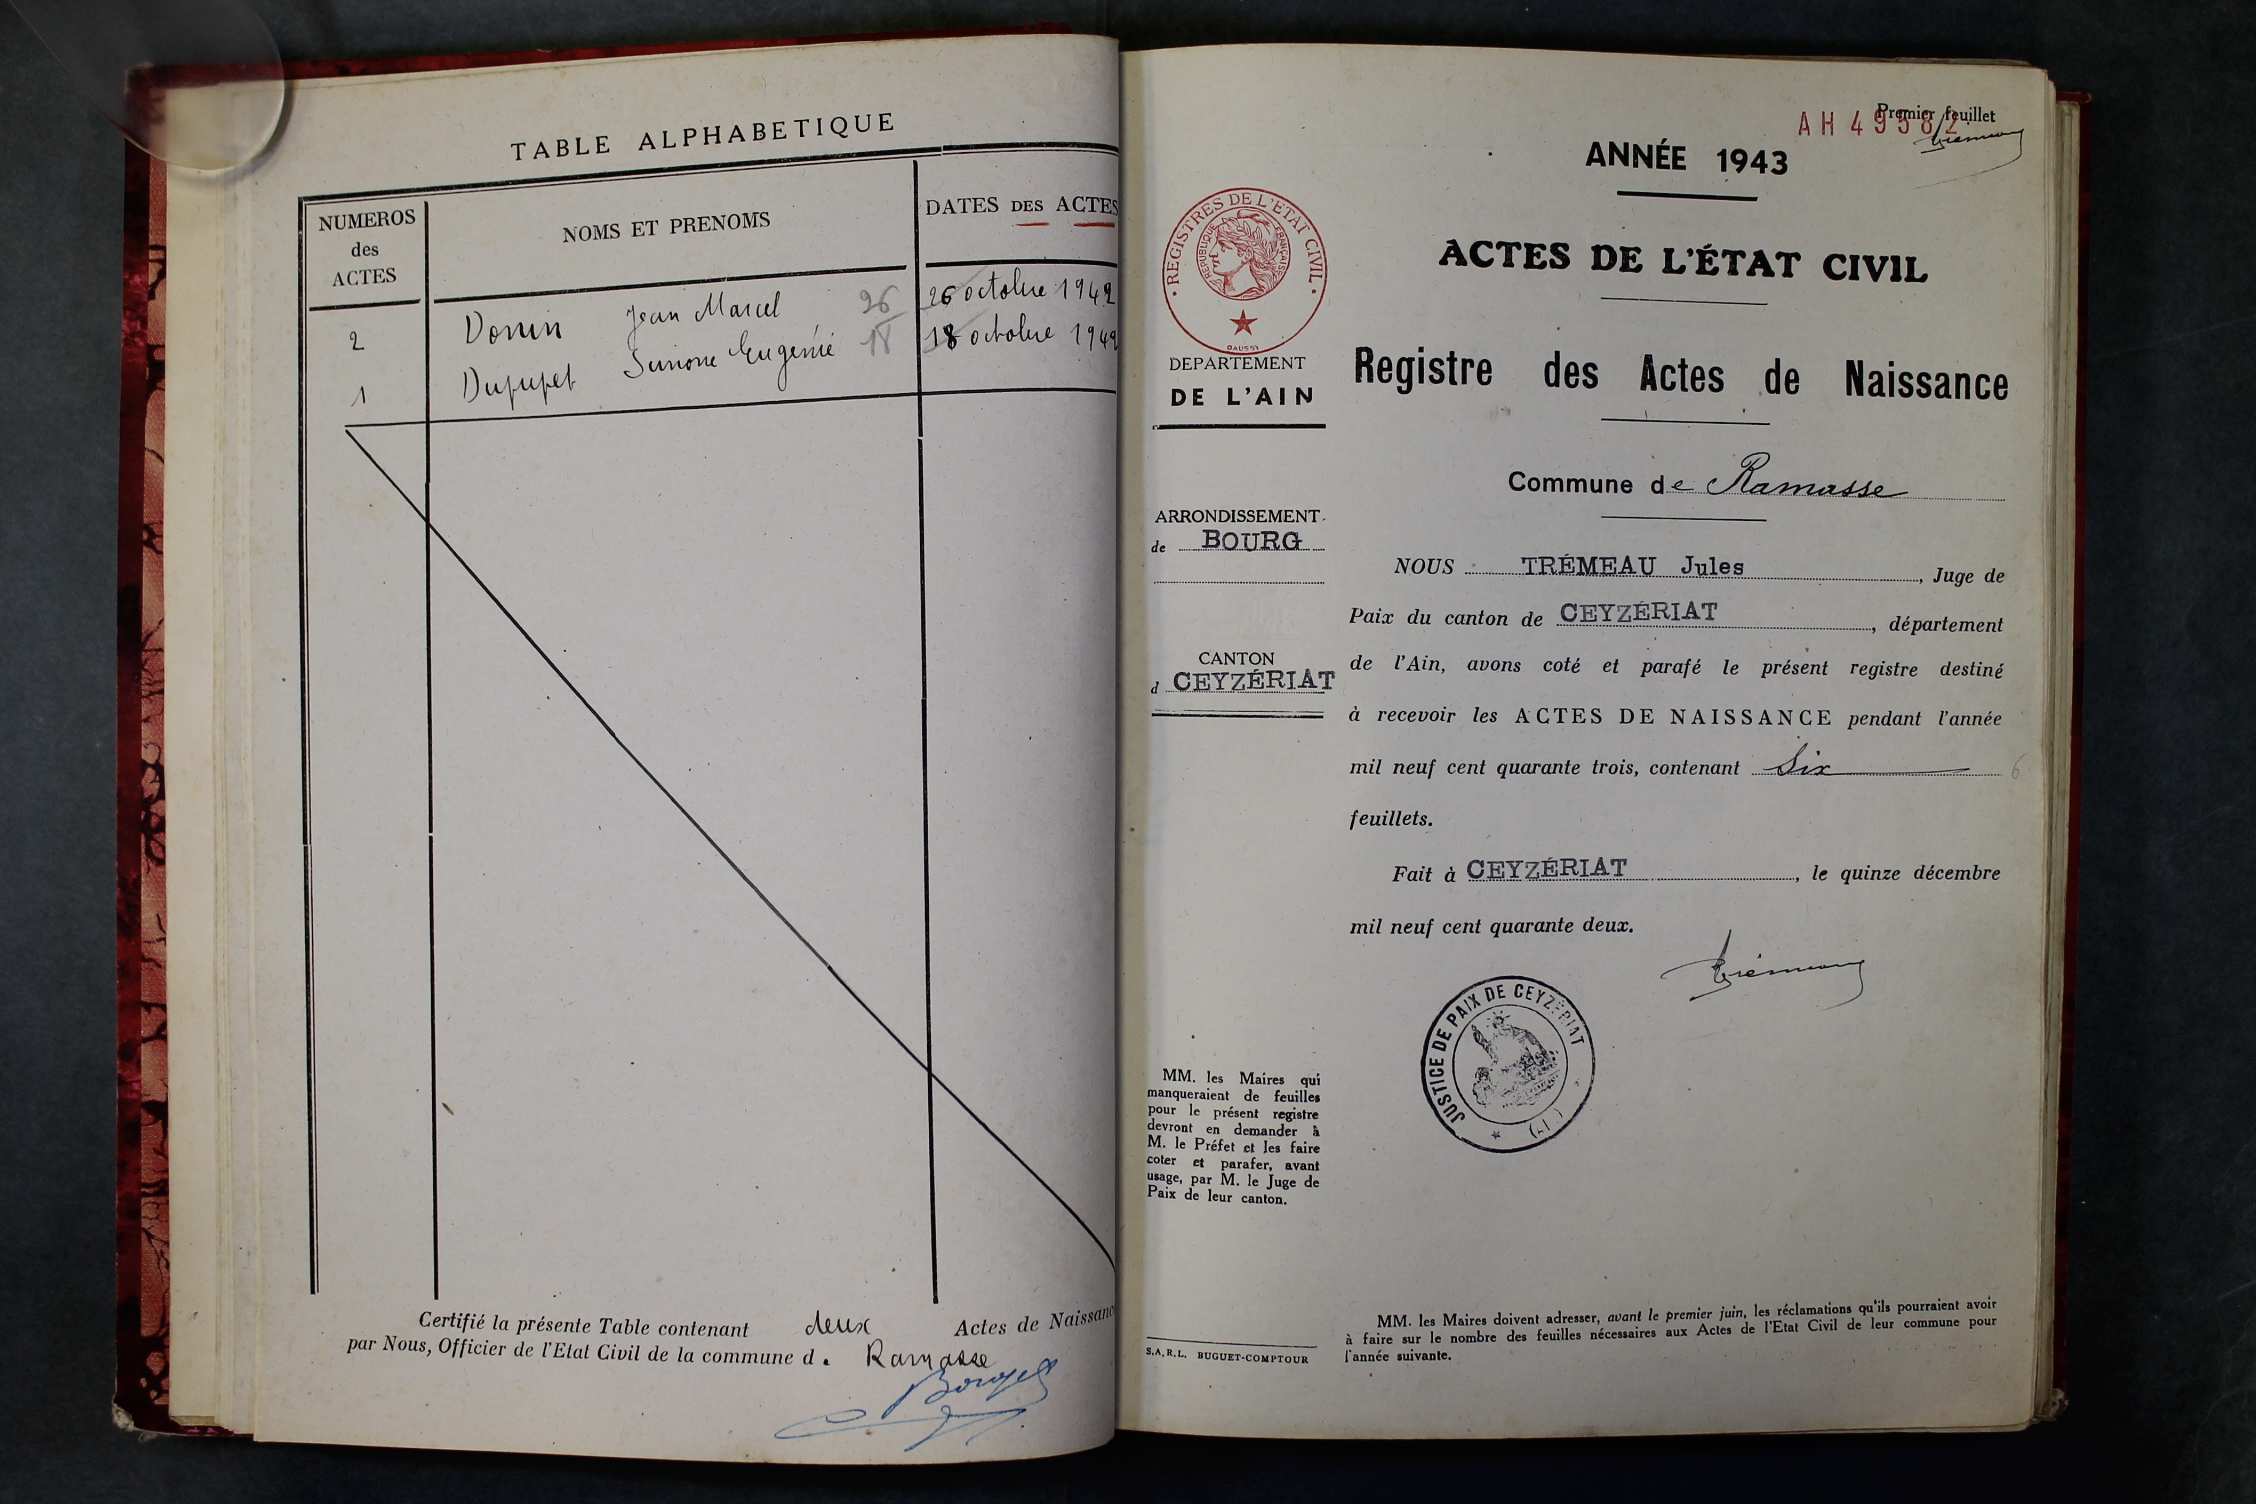 TABLE ALPHABETIQUE
NUMEROS des ACTES
NOMS ET PRENOMS
DATES DES ACTES
2 Donin Jean Marcel 26 26 octobre 1942
1 Dupupet Simone Eugénie 18 18 octobre 1942
Certifié la présente Table contenant deux Actes de Naissance
par Nous, Officier de l'Etat Civil de la commune d. Ramasse
Premier feuillet
AH 49582
ANNÉE 1943
REGISTRES DE L'ETAT CIVIL
REPUBLIQUE FRANÇAISE
DAUSSY
DEPARTEMENT
DE L'AIN
ARRONDISSEMENT
de BOURG
CANTON
d CEYZÉRIAT
MM. les Maires qui
manqueraient de feuilles
pour le présent registre
devront en demander à
M. le Préfet et les faire
coter et parafer, avant
usage, par M. le Juge de
Paix de leur canton.
S.A.R.L. BUGUET-COMPTOUR
ACTES DE L'ÉTAT CIVIL
Registre des Actes de Naissance
Commune de Ramasse
NOUS TRÉMEAU Jules, Juge de
Paix du canton de CEYZÉRIAT, département
de l'Ain, avons coté et parafé le présent registre destiné
à recevoir les ACTES DE NAISSANCE pendant l'année
mil neuf cent quarante trois, contenant Six 6
feuillets.
Fait à CEYZÉRIAT, le quinze décembre
mil neuf cent quarante deux.
Trémeau
JUSTICE DE PAIX DE CEYZÉRIAT
MM. les Maires doivent adresser, avant le premier juin, les réclamations qu'ils pourraient avoir
à faire sur le nombre des feuilles nécessaires aux Actes de l'Etat Civil de leur commune pour
l'année suivante.